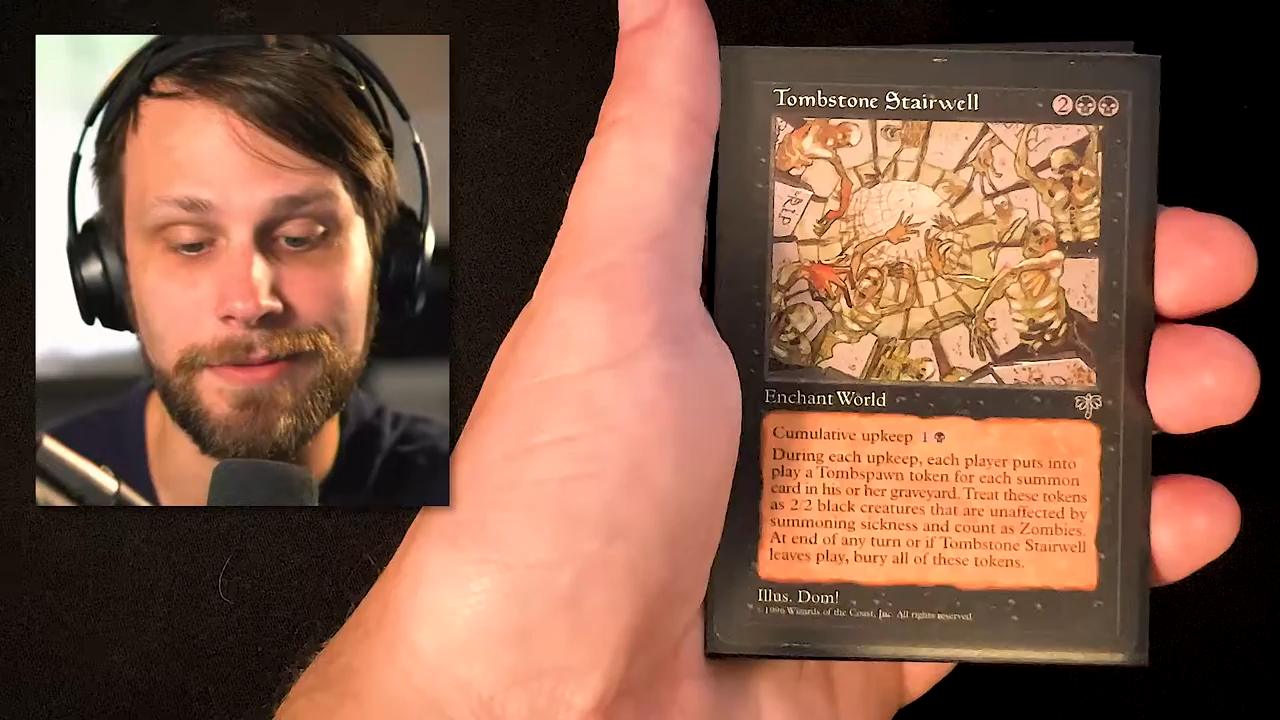 Tombstone Stairwell 2
RIP
Enchant World
Cumulative upkeep 1
During each upkeep, each player puts into
play a Tombspawn token for each summon
card in his or her graveyard. Treat these tokens
as 2/2 black creatures that are unaffected by
summoning sickness and count as Zombies.
At end of any turn or if Tombstone Stairwell
leaves play, bury all of these tokens.
Illus. Dom!
© 1996 Wizards of the Coast, Inc. All rights reserved.